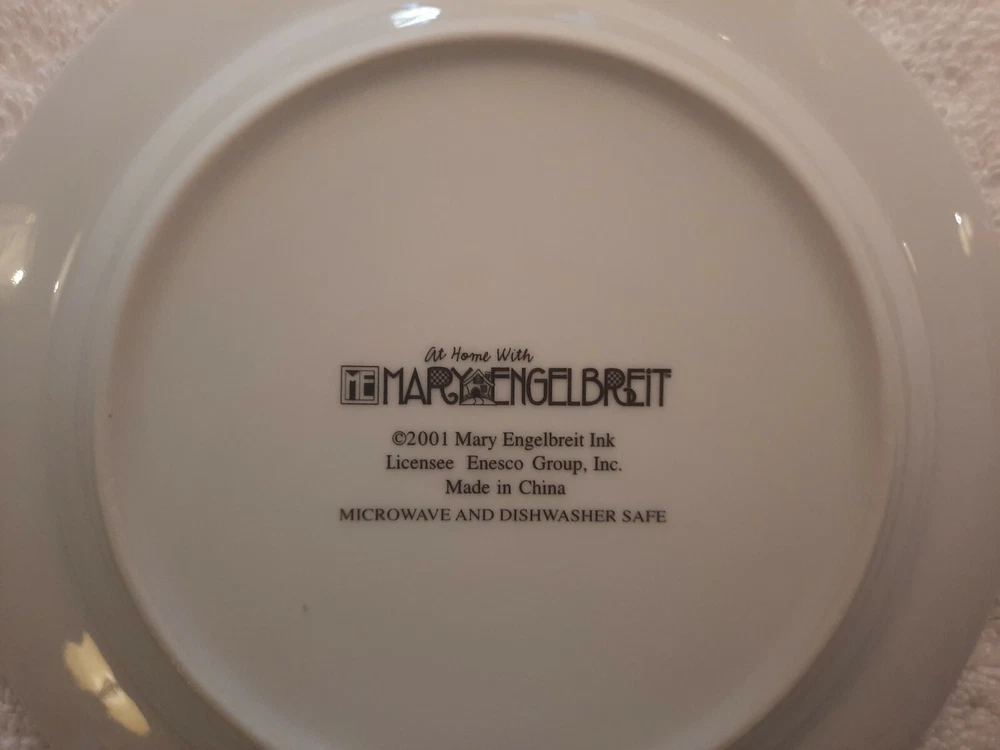 At Home With
ME MARY ENGELBREIT
©2001 Mary Engelbreit Ink
Licensee Enesco Group, Inc.
Made in China
MICROWAVE AND DISHWASHER SAFE